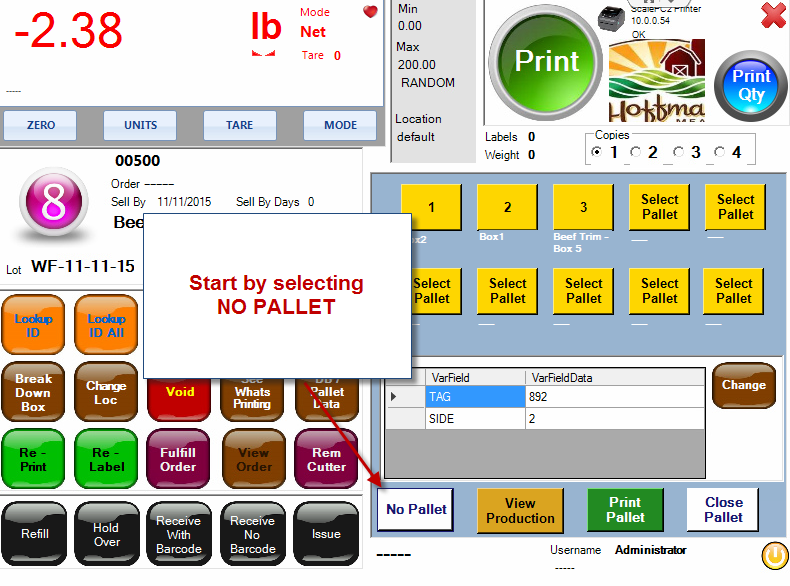 -2.38
lb
Mode
Net
Tare 0
-----
ZERO
UNITS
TARE
MODE
Min
0.00
Max
200.00
RANDOM
Location
default
Print
ScalePC2 Printer
10.0.0.54
OK
Hoffma
MEA
Print
Qty
Labels 0
Weight 0
Copies
1 2 3 4
8
00500
Order -----
Sell By 11/11/2015 Sell By Days 0
Bee
Lot WF-11-11-15
Start by selecting
NO PALLET
1
2
3
Select
Pallet
Select
Pallet
ox2
Box1
Beef Trim -
Box 5
Select
Pallet
Select
Pallet
Select
Pallet
Select
Pallet
Select
Pallet
Lookup
ID
Lookup
ID All
Break
Down
Box
Change
Loc
Void
See
Whats
Printing
Pallet
Data
Re -
Print
Re -
Label
Fulfill
Order
View
Order
Rem
Cutter
Refill
Hold
Over
Receive
With
Barcode
Receive
No
Barcode
Issue
VarField VarFieldData
TAG 892
SIDE 2
Change
No Pallet
View
Production
Print
Pallet
Close
Pallet
-----
Username Administrator
-----